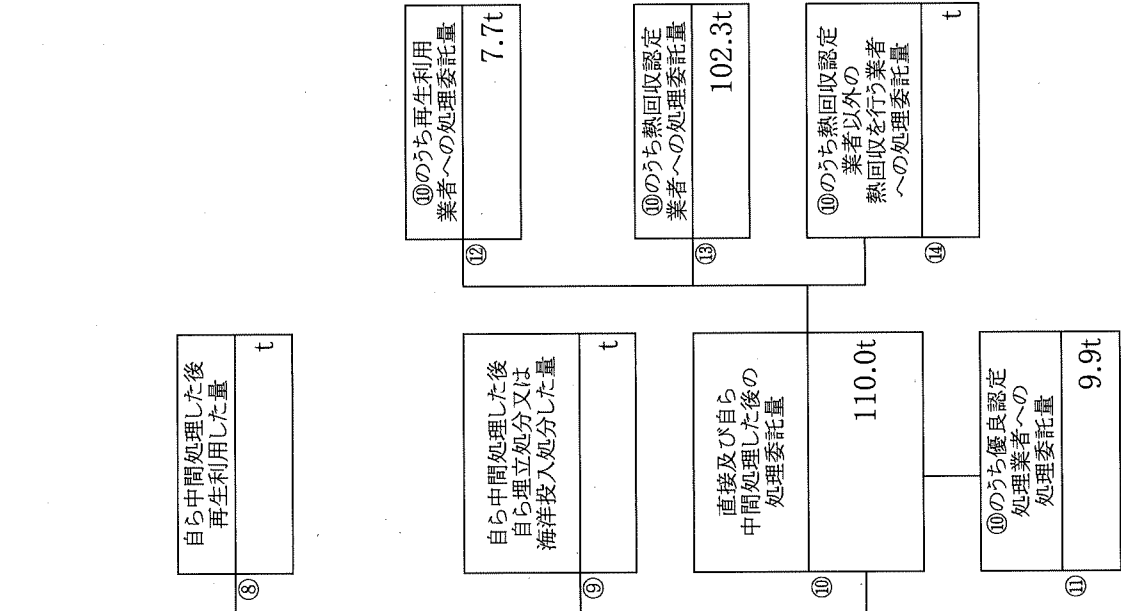 ⑧
自ら中間処理した後
再生利用した量
t
⑨
自ら中間処理した後
自ら埋立処分又は
海洋投入処分した量
t
⑩
直接及び自ら
中間処理した後の
処理委託量
110.0t
⑪
⑩のうち優良認定
処理業者への
処理委託量
9.9t
⑫
⑩のうち再生利用
業者への処理委託量
7.7t
⑬
⑩のうち熱回収認定
業者への処理委託量
102.3t
⑭
⑩のうち熱回収認定
業者以外の
熱回収を行う業者
への処理委託量
t